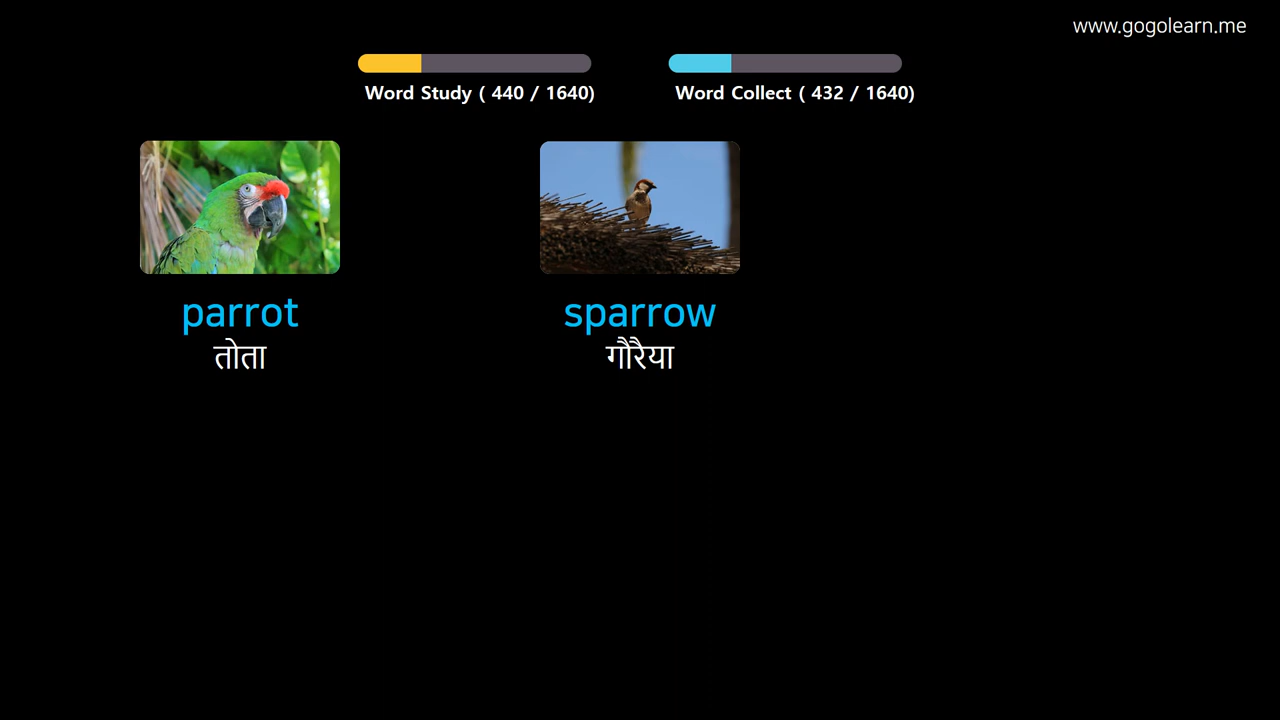 www.gogolearn.me
Word Study ( 440 / 1640)
Word Collect ( 432 / 1640)
parrot
तोता
sparrow
गौरैया